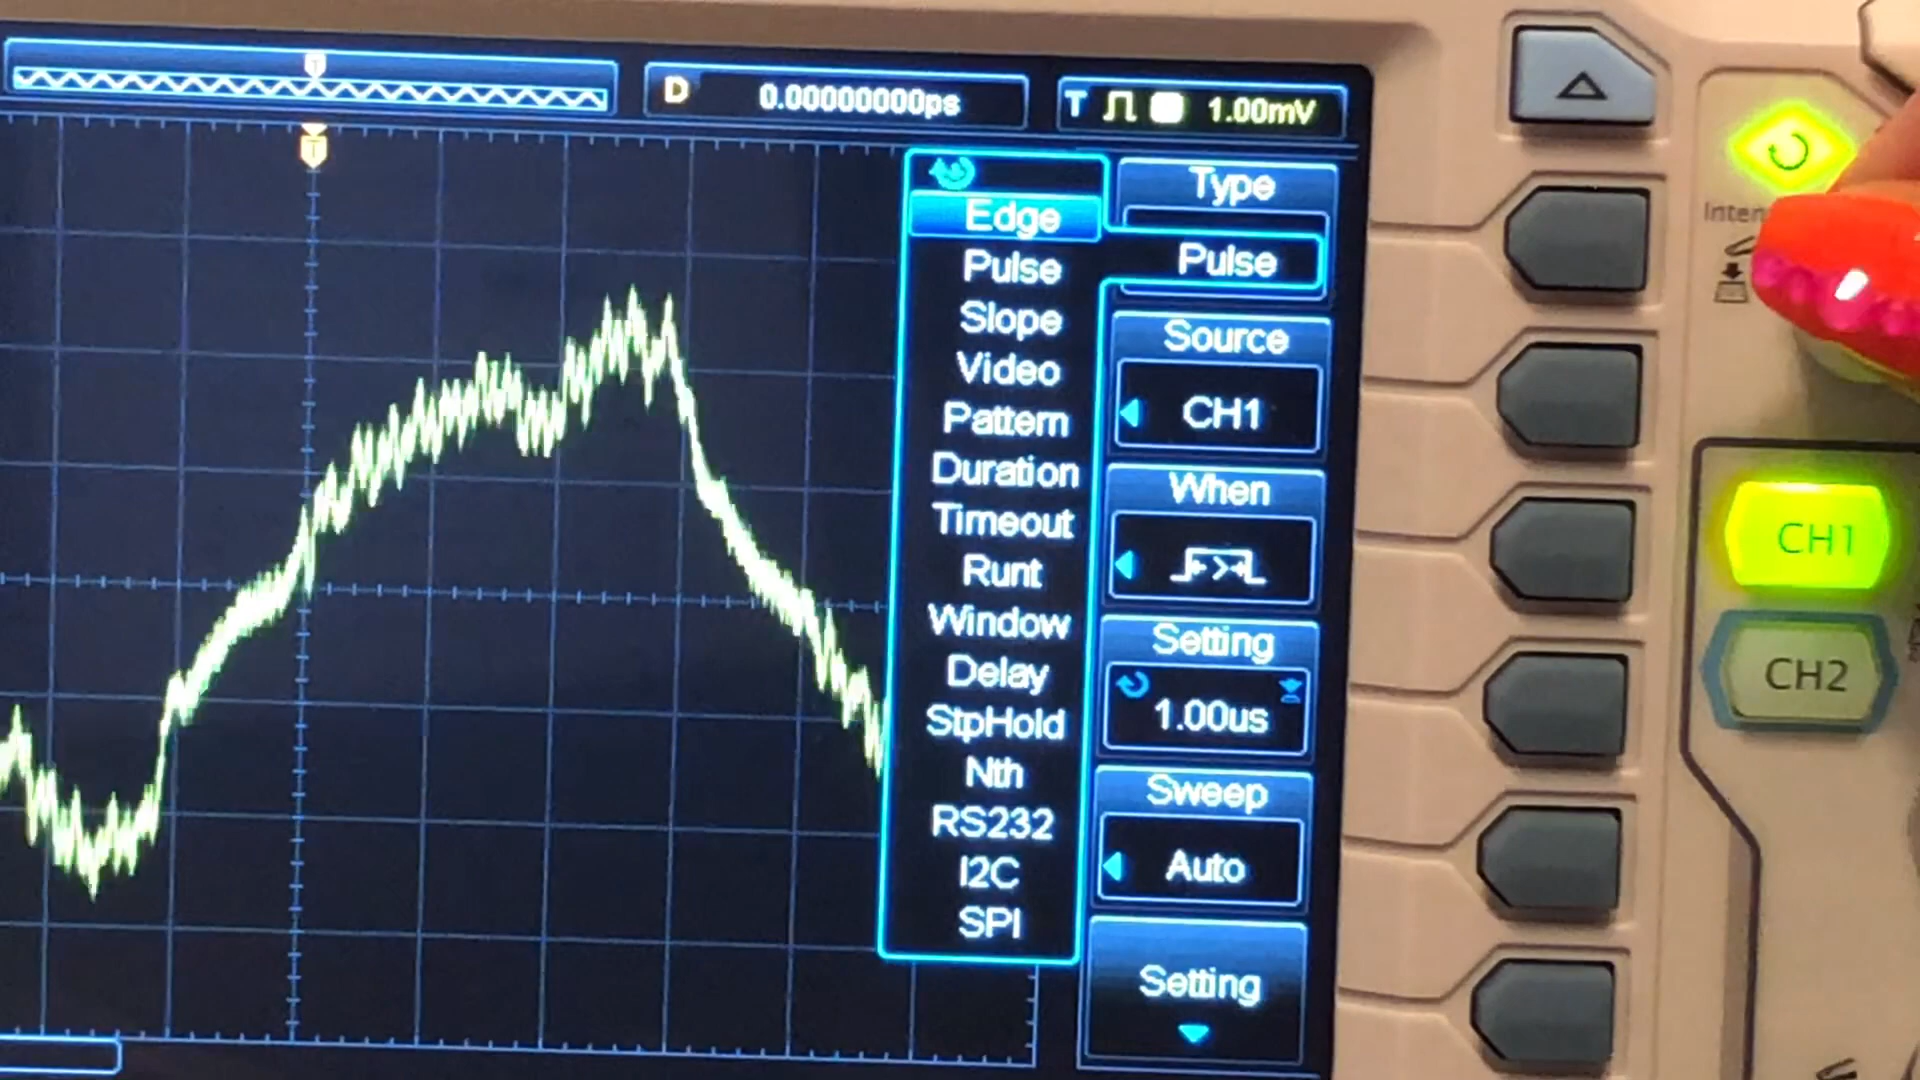 T
D 0.00000000ps
T 1.00mV
T
Edge
Pulse
Slope
Video
Pattern
Duration
Timeout
Runt
Window
Delay
StpHold
Nth
RS232
I2C
SPI
Type
Pulse
Source
CH1
When
Setting
1.00us
Sweep
Auto
Setting
CH1
CH2